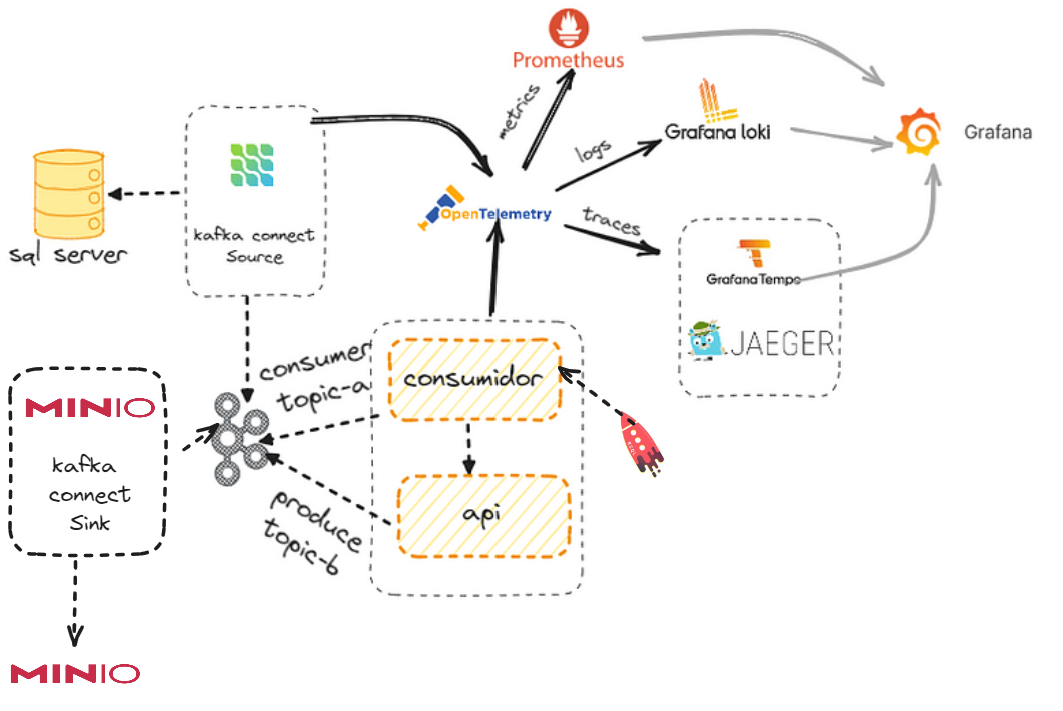 Prometheus
metrics
logs
Grafana loki
Grafana
OpenTelemetry
traces
kafka connect
Source
sql server
Grafana Tempo
JAEGER
consumer
topic-a
consumidor
api
produce
topic-b
MINIO
kafka
connect
Sink
MINIO